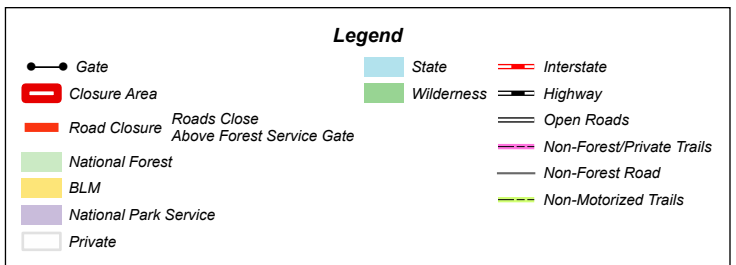 Legend
Gate
Closure Area
Road Closure
Roads Close
Above Forest Service Gate
National Forest
BLM
National Park Service
Private
State
Wilderness
Interstate
Highway
Open Roads
Non-Forest/Private Trails
Non-Forest Road
Non-Motorized Trails